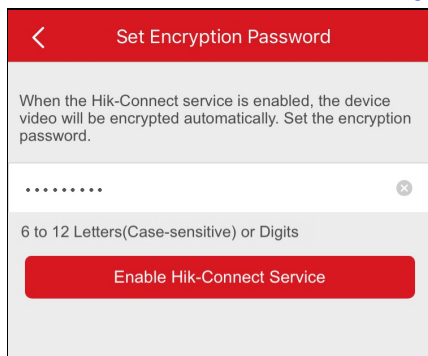 Set Encryption Password
When the Hik-Connect service is enabled, the device
video will be encrypted automatically. Set the encryption
password.
•••••••••
6 to 12 Letters(Case-sensitive) or Digits
Enable Hik-Connect Service